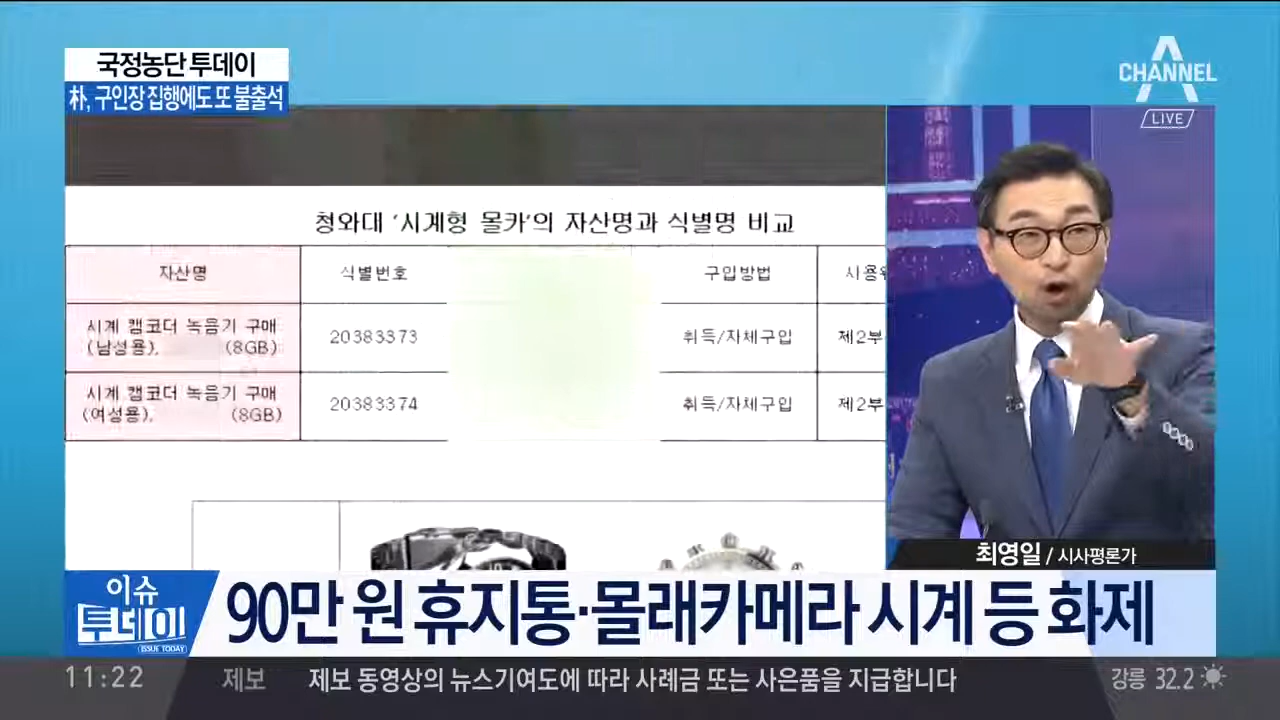 국정농단 투데이
朴, 구인장 집행에도 또 불출석
CHANNEL A
LIVE
청와대 '시계형 몰카'의 자산명과 식별명 비교
자산명 식별번호 구입방법
시계 캠코더 녹음기 구매
(남성용), (8GB)
20383373 취득/자체구입 제2부
시계 캠코더 녹음기 구매
(여성용), (8GB)
20383374 취득/자체구입 제2부
최영일 / 시사평론가
이슈
투데이
ISSUE TODAY
90만 원 휴지통·몰래카메라 시계 등 화제
11:22 제보 제보 동영상의 뉴스기여도에 따라 사례금 또는 사은품을 지급합니다 강릉 32.2